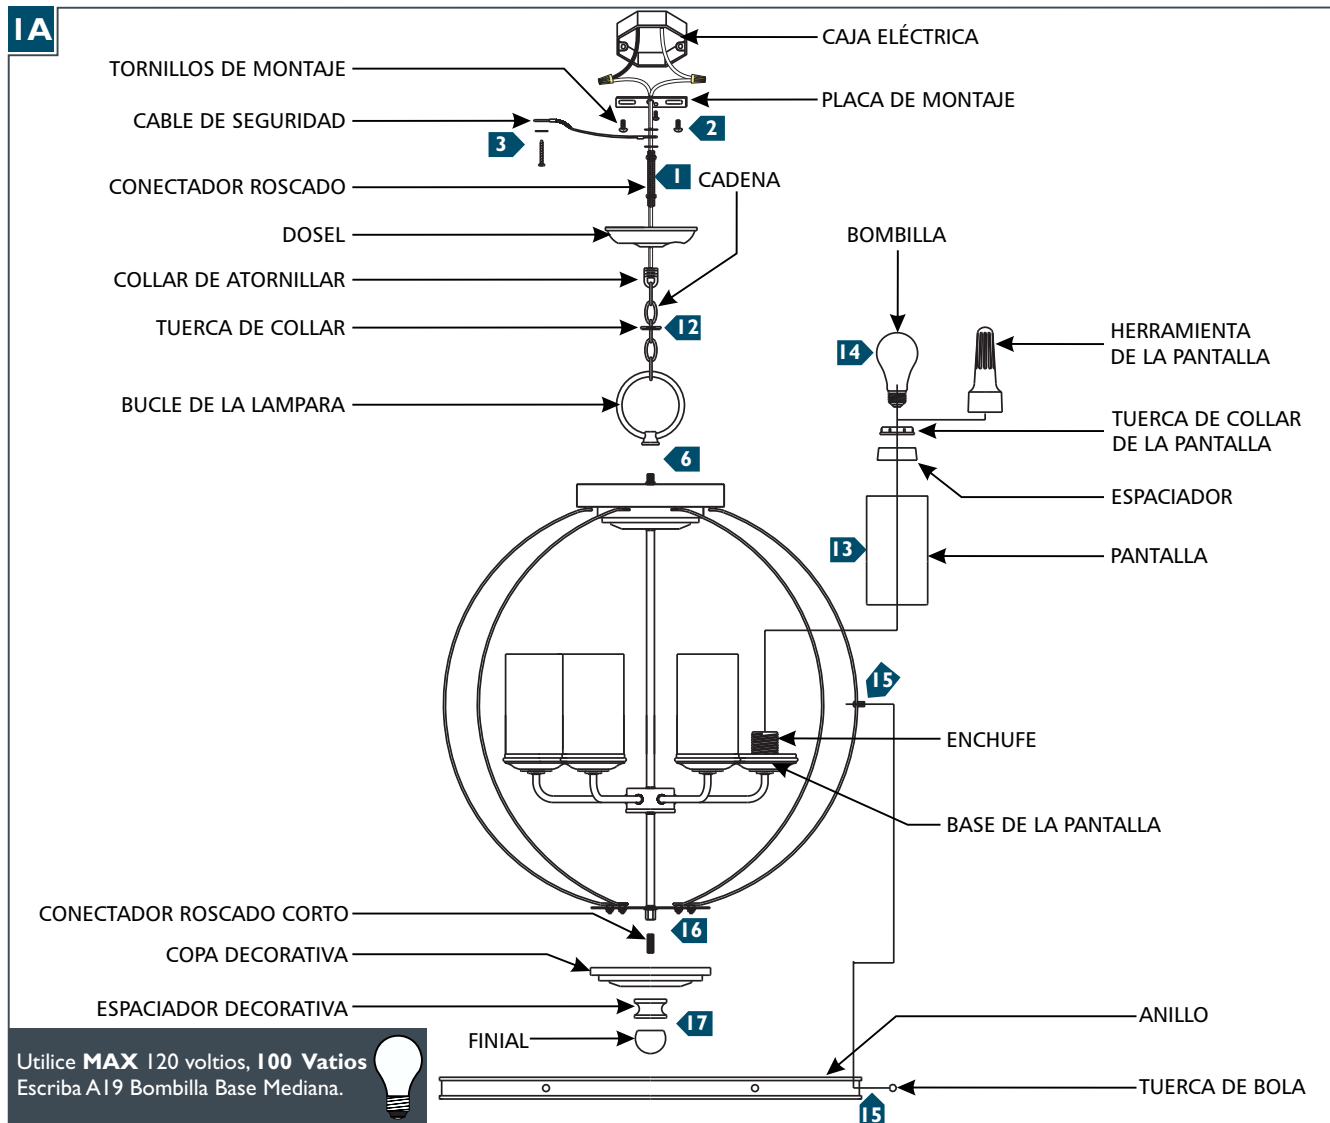 1A
CAJA ELÉCTRICA
TORNILLOS DE MONTAJE
PLACA DE MONTAJE
CABLE DE SEGURIDAD
2
3
CONECTADOR ROSCADO
1
CADENA
DOSEL
BOMBILLA
COLLAR DE ATORNILLAR
TUERCA DE COLLAR
12
14
HERRAMIENTA
DE LA PANTALLA
BUCLE DE LA LAMPARA
TUERCA DE COLLAR
DE LA PANTALLA
6
ESPACIADOR
13
PANTALLA
15
ENCHUFE
BASE DE LA PANTALLA
CONECTADOR ROSCADO CORTO
16
COPA DECORATIVA
ESPACIADOR DECORATIVA
17
ANILLO
FINIAL
Utilice MAX 120 voltios, 100 Vatios
Escriba A19 Bombilla Base Mediana.
TUERCA DE BOLA
15